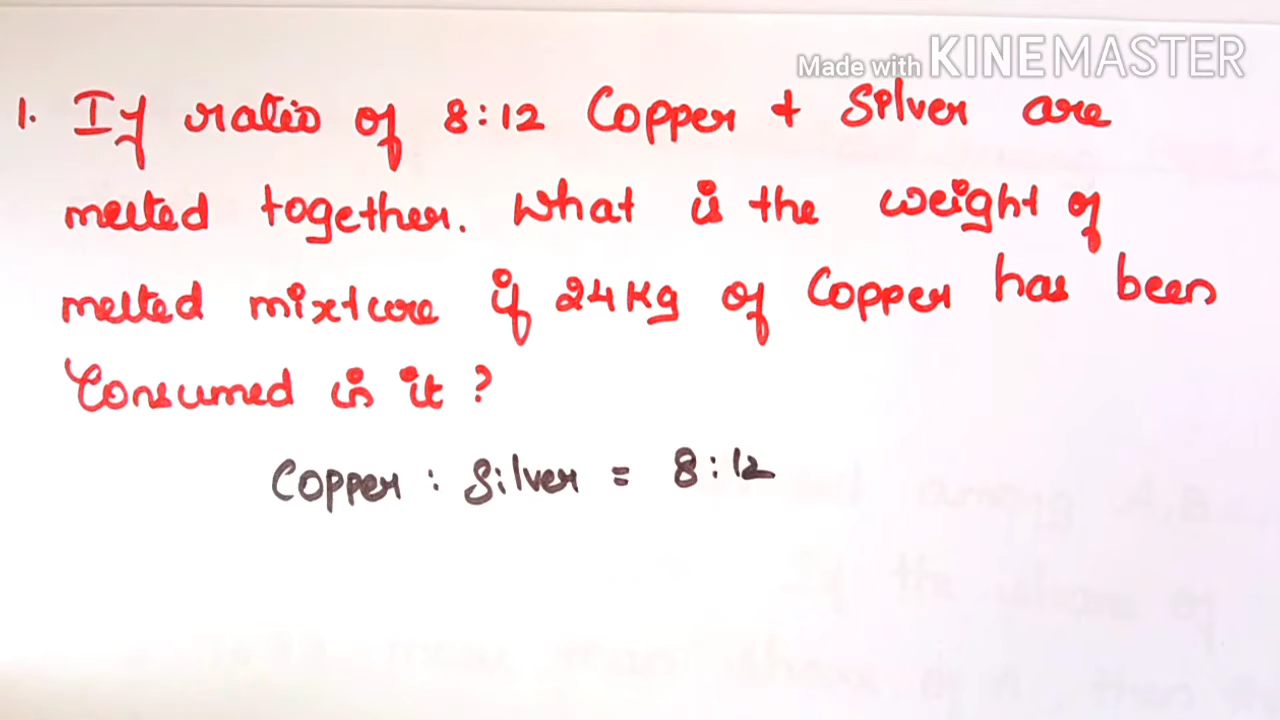 Made with KINEMASTER
1. If ratio of 8:12 Copper + Silver are
melted together. What is the weight of
melted mixture if 24Kg of Copper has been
Consumed in it?
Copper : Silver = 8:12